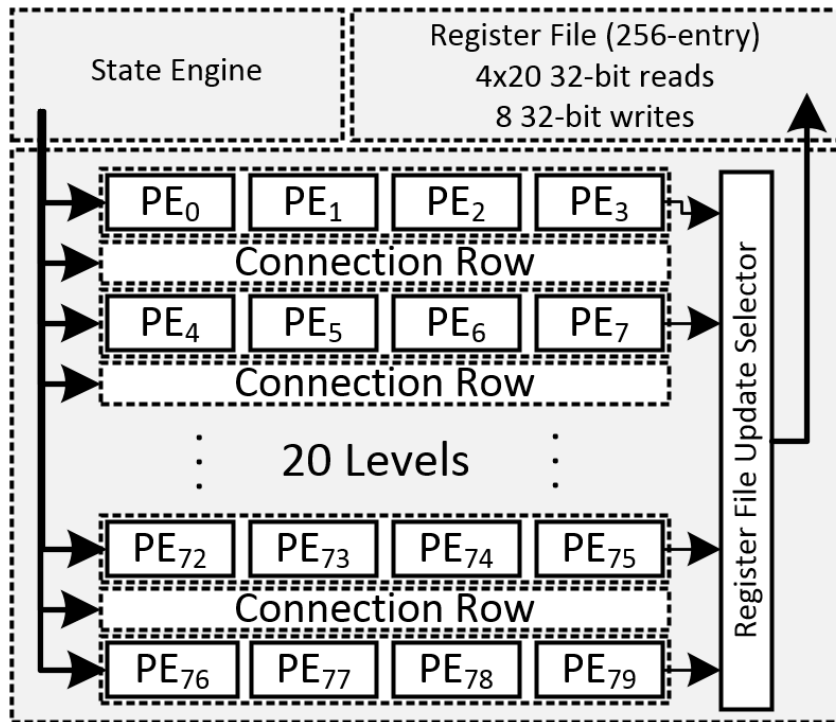 State Engine
Register File (256-entry)
4x20 32-bit reads
8 32-bit writes
PE₀ PE₁ PE₂ PE₃
Connection Row
PE₄ PE₅ PE₆ PE₇
Connection Row
20 Levels
PE₇₂ PE₇₃ PE₇₄ PE₇₅
Connection Row
PE₇₆ PE₇₇ PE₇₈ PE₇₉
Register File Update Selector